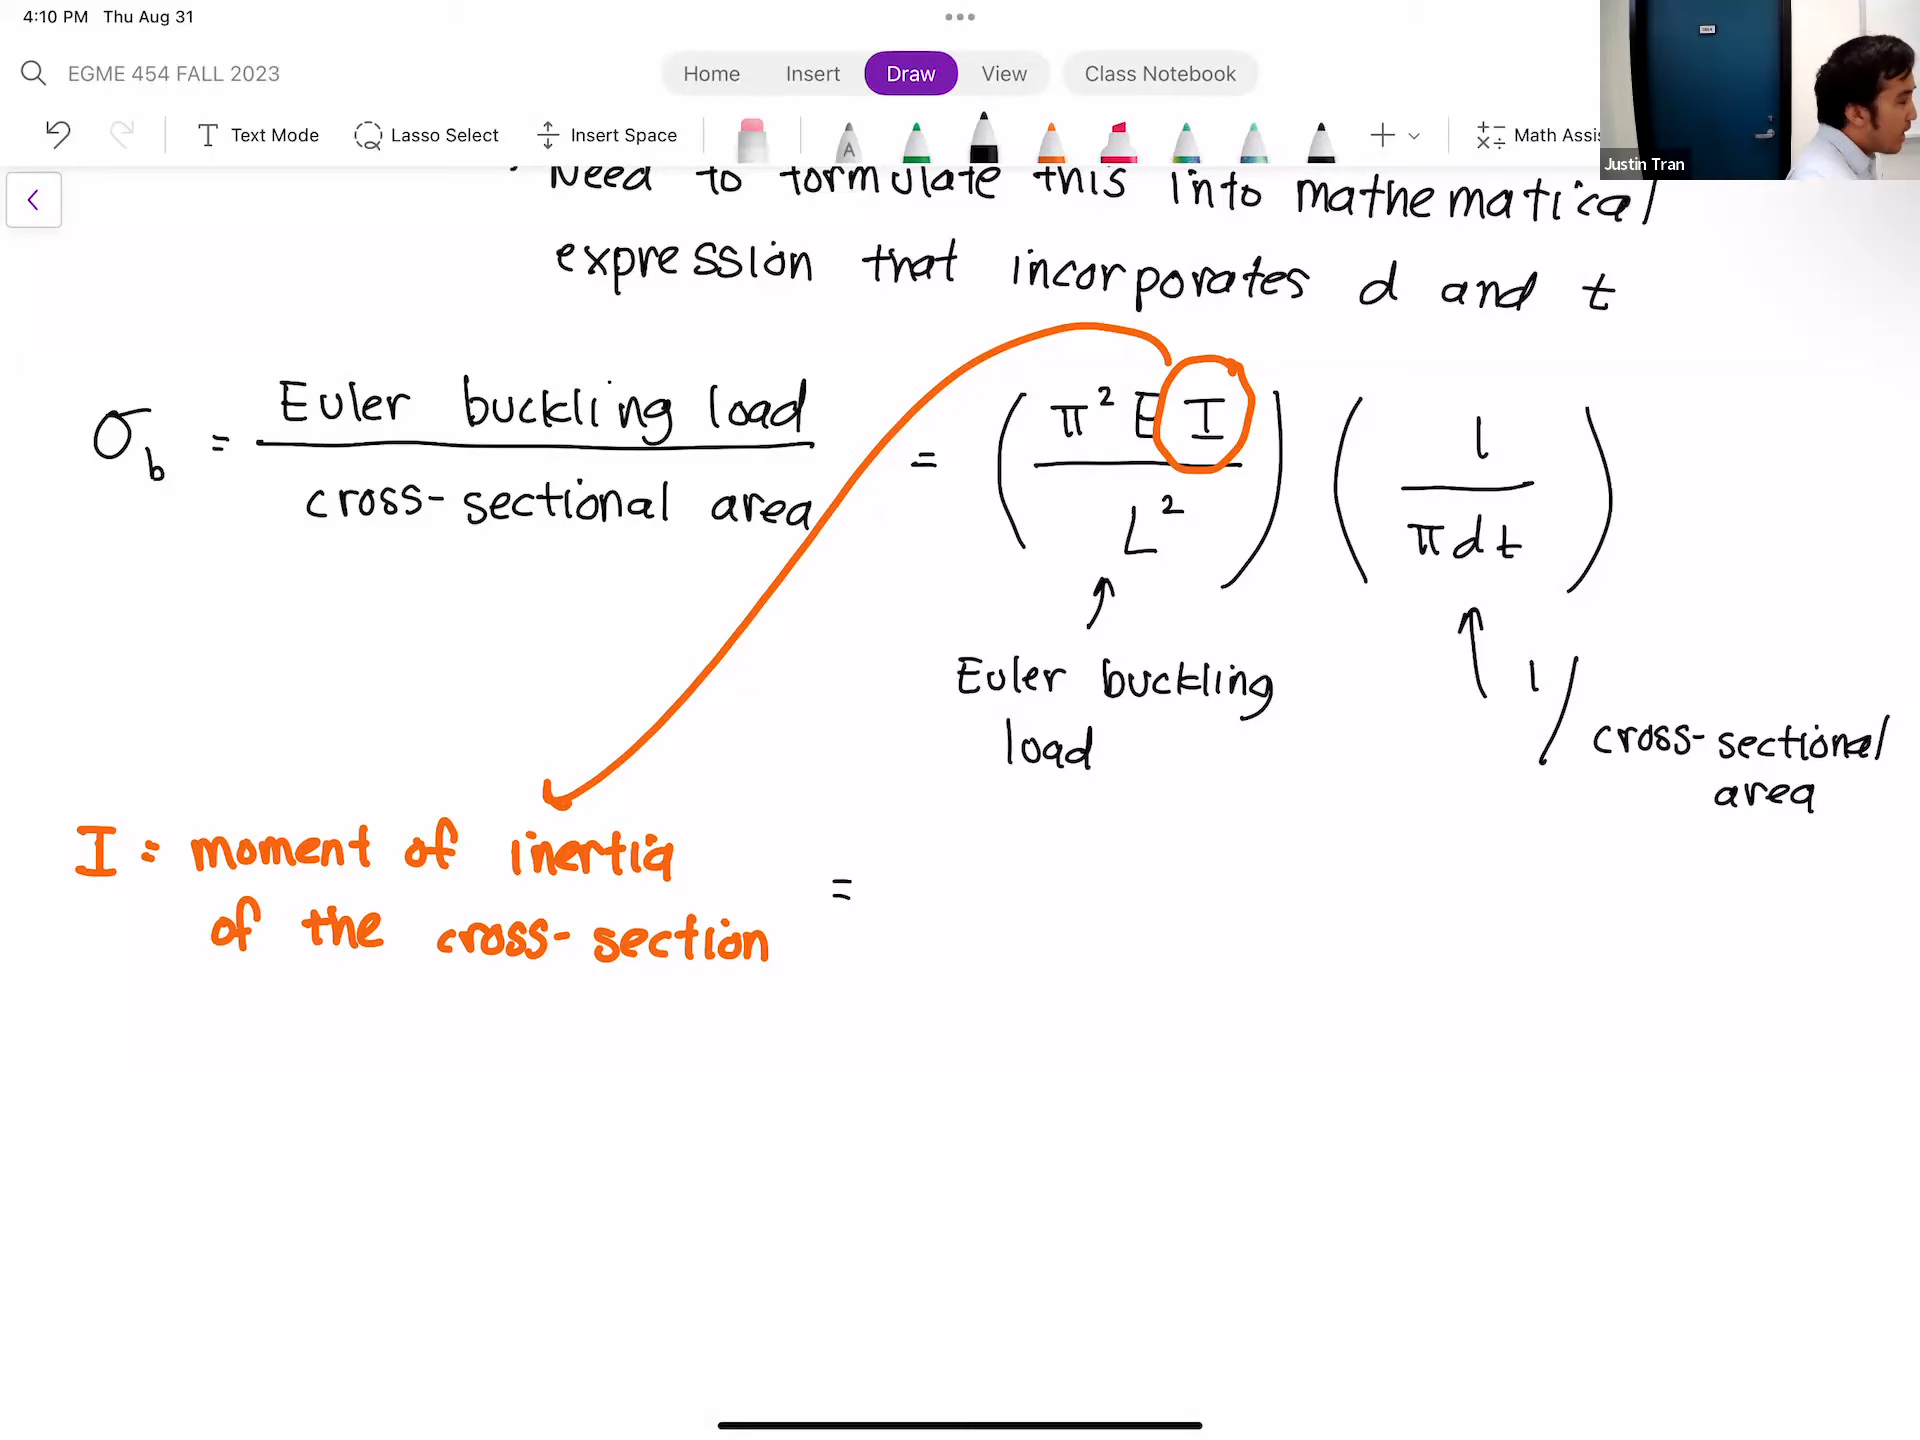 4:10 PM Thu Aug 31
EGME 454 FALL 2023
Home Insert Draw View Class Notebook
Text Mode Lasso Select Insert Space A Math Assis
Justin Tran
Need to formulate this into mathematical
expression that incorporates d and t
σ_b = Euler buckling load / cross-sectional area = (π² E I / L²) (1 / π d t)
Euler buckling
load
1 / cross-sectional
area
I = moment of inertia
of the cross-section =